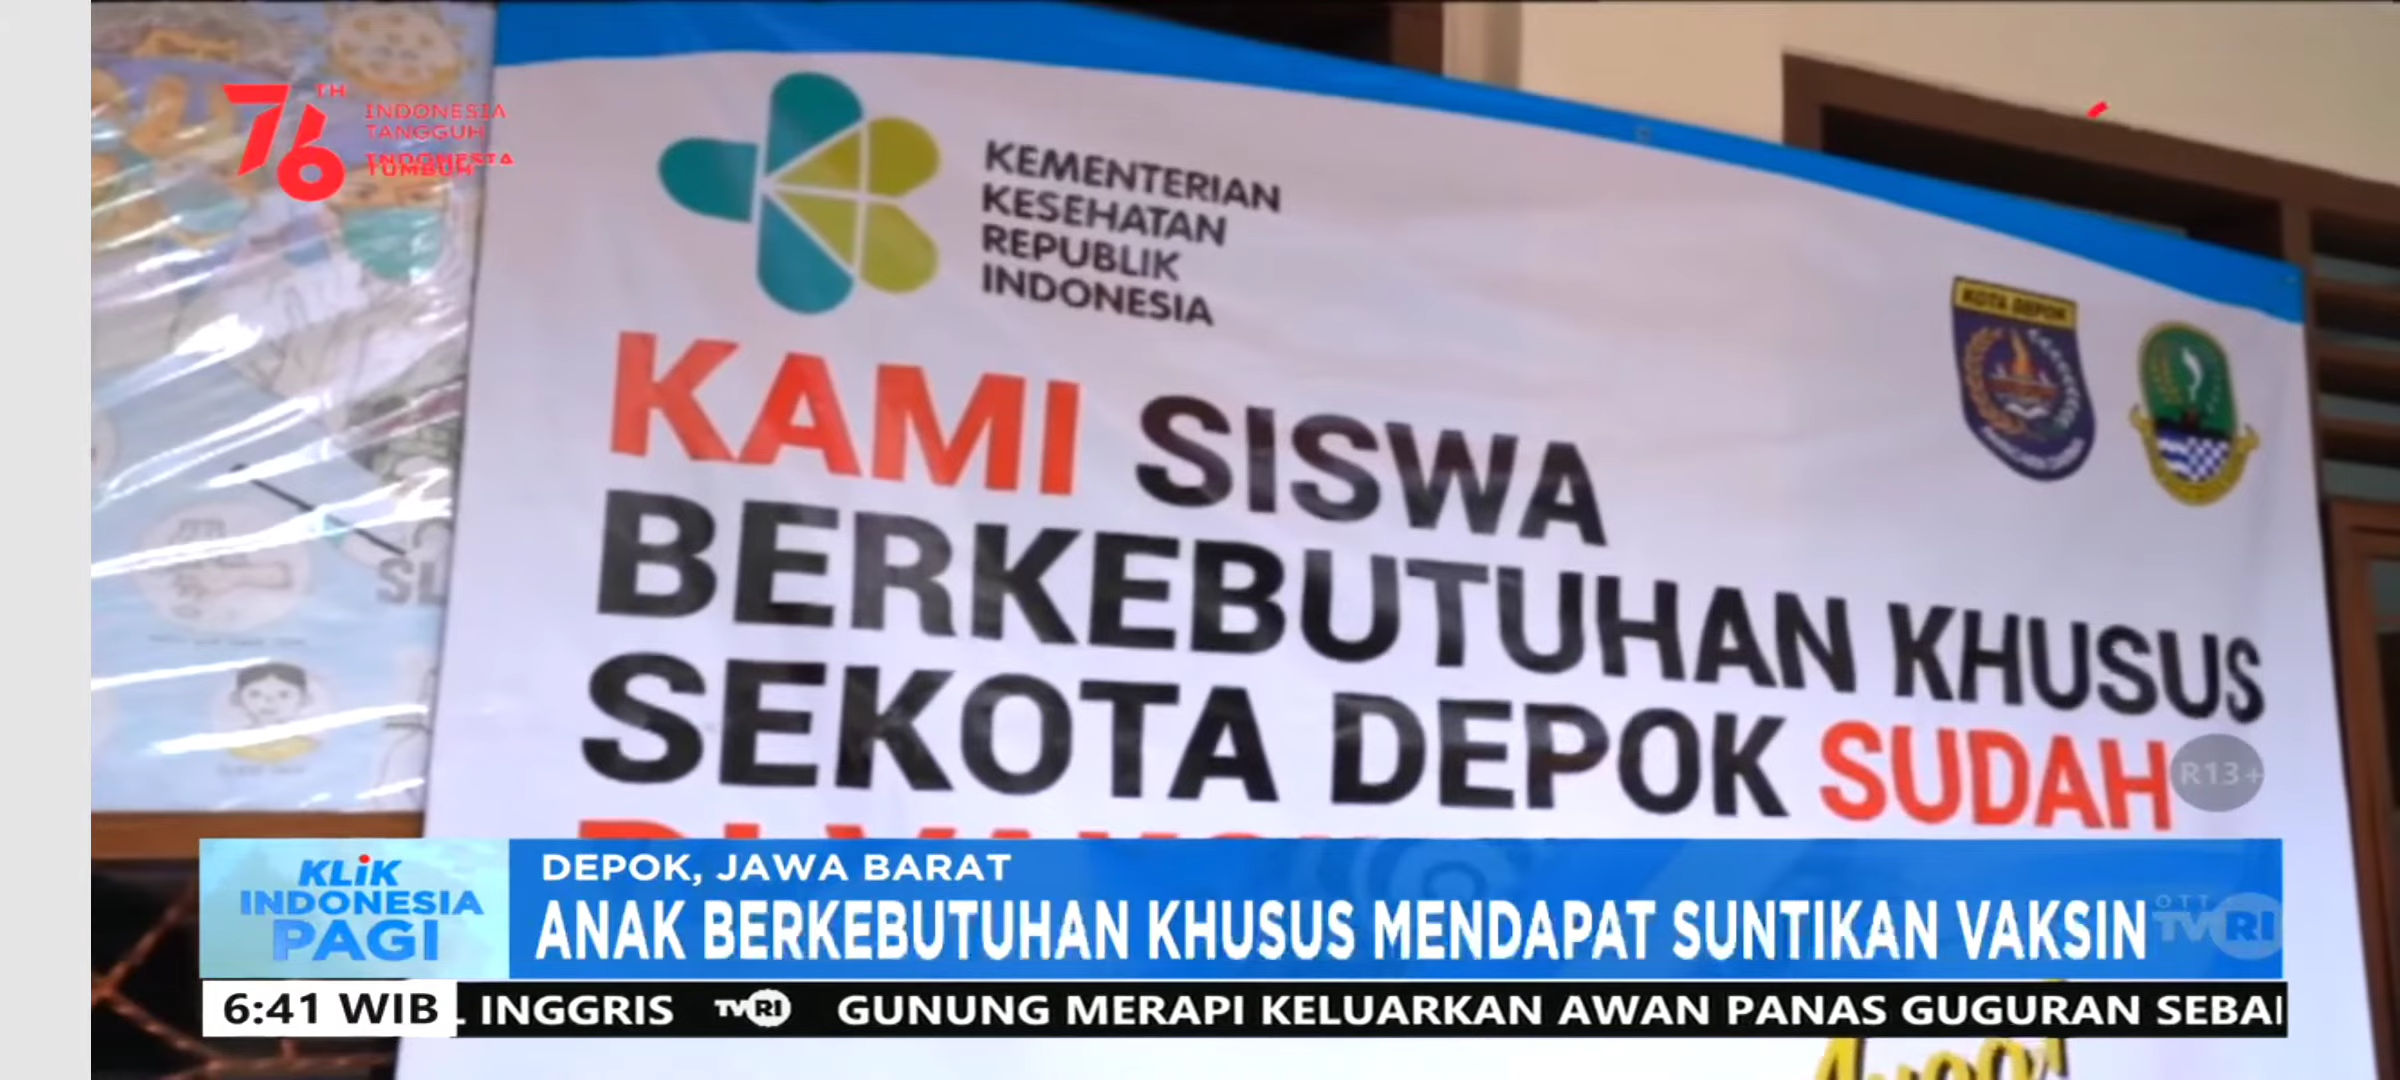 76TH
INDONESIA
TANGGUH
INDONESIA
TUMBUH
KEMENTERIAN
KESEHATAN
REPUBLIK
INDONESIA
KOTA DEPOK
KAMI SISWA
BERKEBUTUHAN KHUSUS
SEKOTA DEPOK SUDAH
R13+
KLiK
INDONESIA
PAGI
DEPOK, JAWA BARAT
ANAK BERKEBUTUHAN KHUSUS MENDAPAT SUNTIKAN VAKSIN
OTT
TVRI
6:41 WIB
INGGRIS TVRI GUNUNG MERAPI KELUARKAN AWAN PANAS GUGURAN SEBA